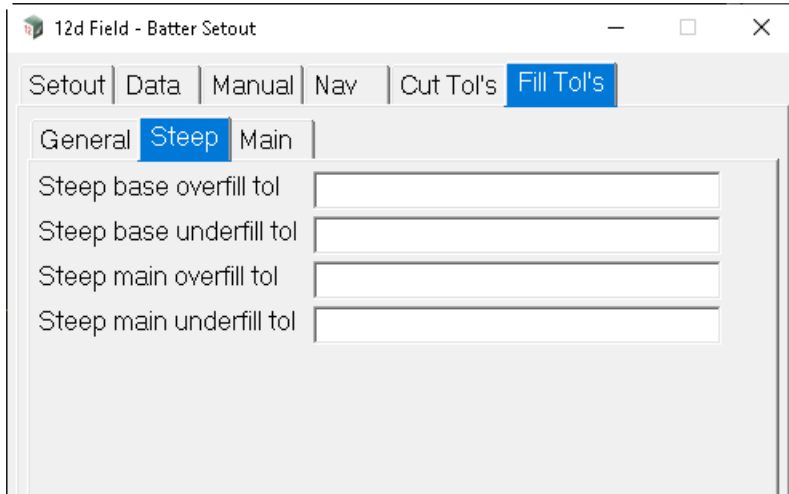 12d Field - Batter Setout
Setout Data Manual Nav Cut Tol's Fill Tol's
General Steep Main
Steep base overfill tol
Steep base underfill tol
Steep main overfill tol
Steep main underfill tol